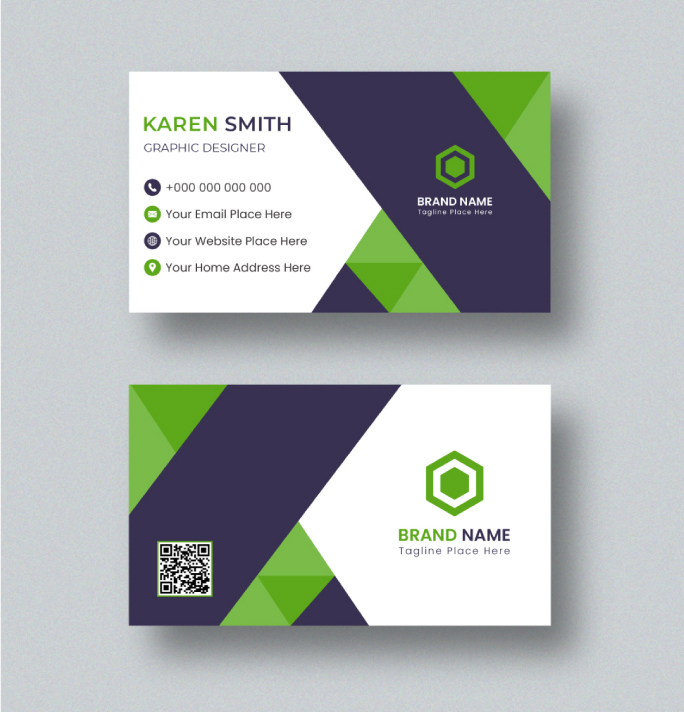 KAREN SMITH
GRAPHIC DESIGNER
+000 000 000 000
Your Email Place Here
Your Website Place Here
Your Home Address Here
BRAND NAME
Tagline Place Here
BRAND NAME
Tagline Place Here